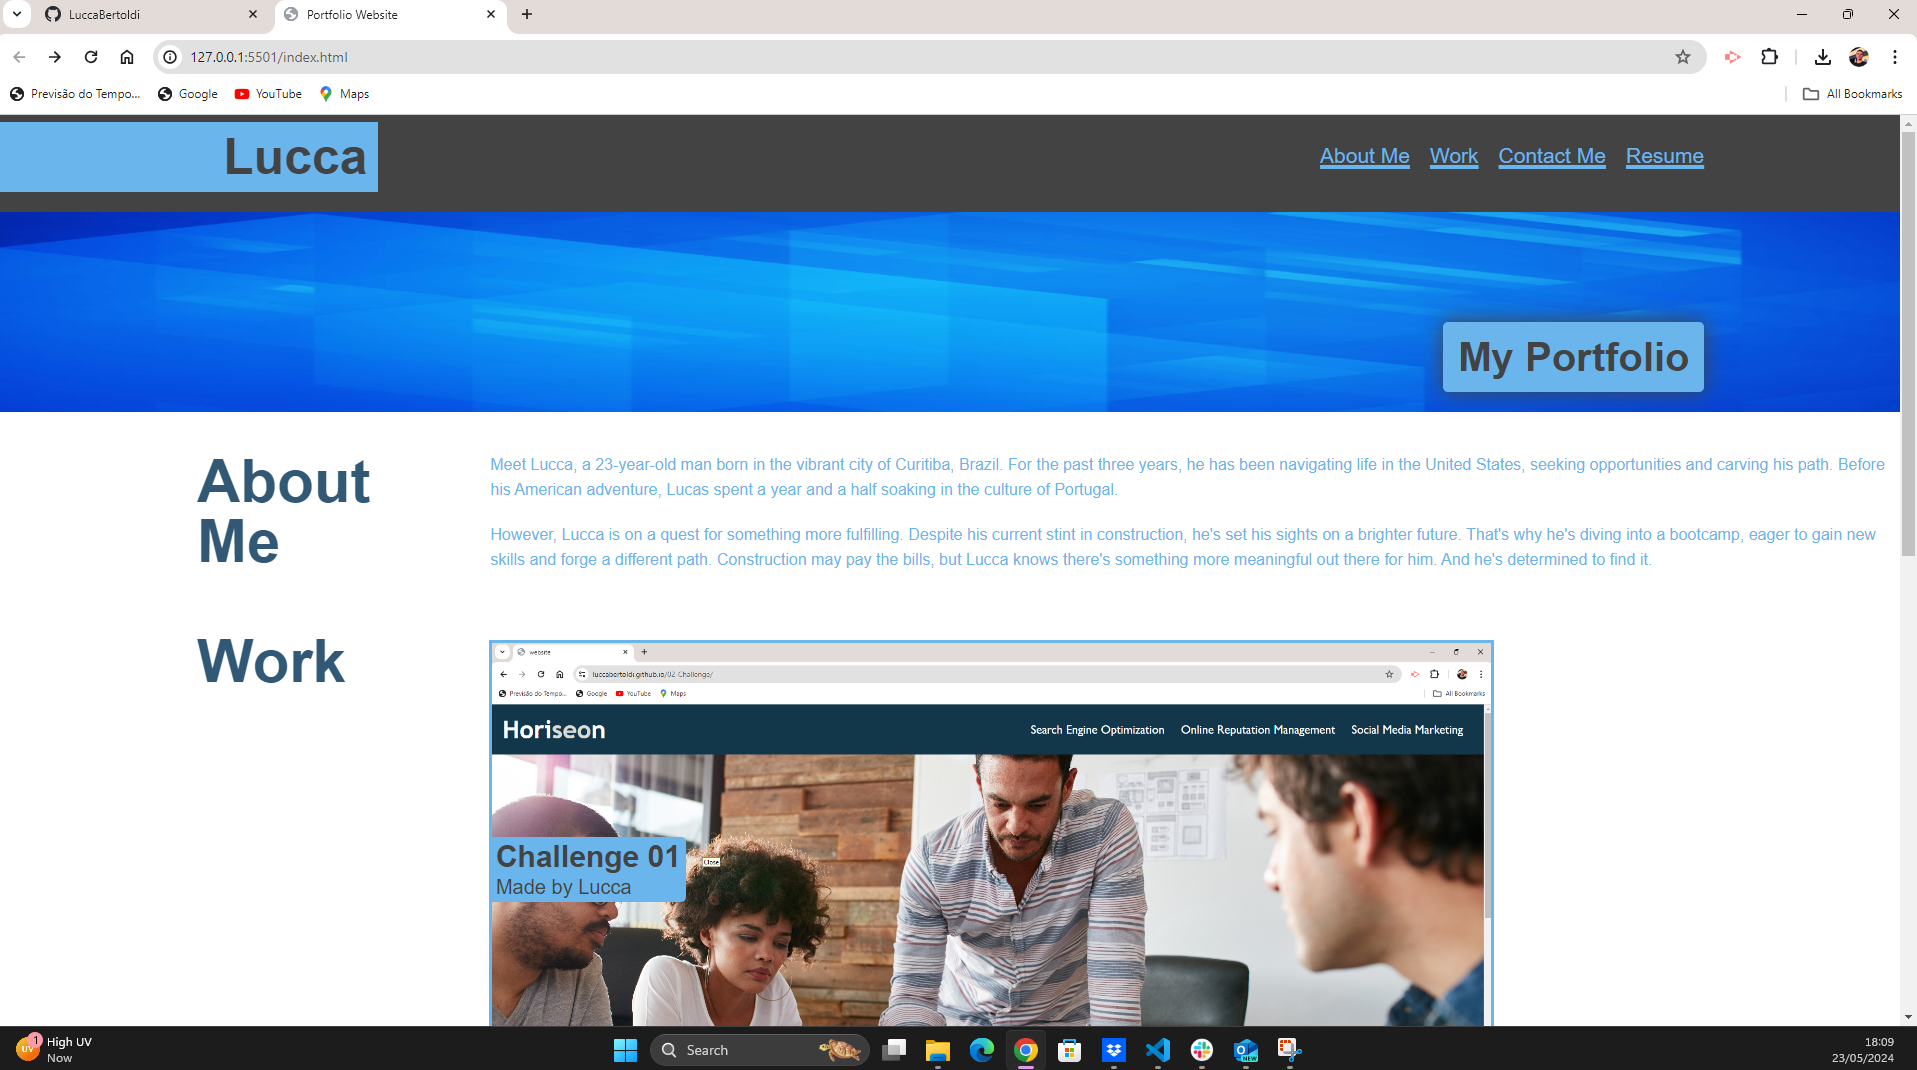 LuccaBertoldi
Portfolio Website
127.0.0.1:5501/index.html
Previsão do Tempo...
Google
YouTube
Maps
All Bookmarks
Lucca
About Me
Work
Contact Me
Resume
My Portfolio
About
Me
Meet Lucca, a 23-year-old man born in the vibrant city of Curitiba, Brazil. For the past three years, he has been navigating life in the United States, seeking opportunities and carving his path. Before
his American adventure, Lucas spent a year and a half soaking in the culture of Portugal.
However, Lucca is on a quest for something more fulfilling. Despite his current stint in construction, he's set his sights on a brighter future. That's why he's diving into a bootcamp, eager to gain new
skills and forge a different path. Construction may pay the bills, but Lucca knows there's something more meaningful out there for him. And he's determined to find it.
Work
website
luccabertoldi.github.io/02-Challenge/
Previsão do Tempo...
Google
YouTube
Maps
All Bookmarks
Horiseon
Search Engine Optimization
Online Reputation Management
Social Media Marketing
Challenge 01
Made by Lucca
Close
UV
1
High UV
Now
Search
NEW
18:09
23/05/2024